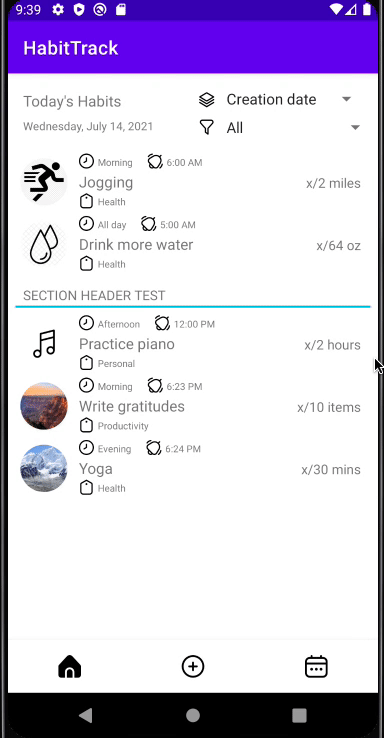 9:39
HabitTrack
Today's Habits
Creation date
Wednesday, July 14, 2021
All
Morning 6:00 AM
Jogging x/2 miles
Health
All day 5:00 AM
Drink more water x/64 oz
Health
SECTION HEADER TEST
Afternoon 12:00 PM
Practice piano x/2 hours
Personal
Morning 6:23 PM
Write gratitudes x/10 items
Productivity
Evening 6:24 PM
Yoga x/30 mins
Health